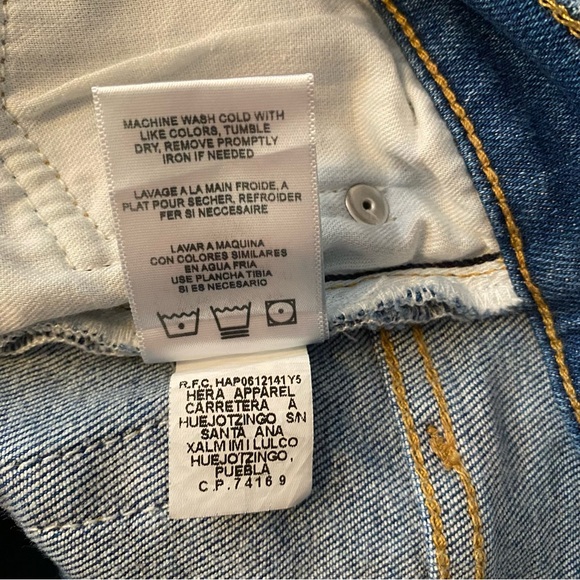 MACHINE WASH COLD WITH
LIKE COLORS, TUMBLE
DRY, REMOVE PROMPTLY
IRON IF NEEDED
LAVAGE A LA MAIN FROIDE, A
PLAT POUR SECHER, REFROIDER
FER SI NECCESAIRE
LAVAR A MAQUINA
CON COLORES SIMILARES
EN AGUA FRIA
USE PLANCHA TIBIA
SI ES NECESARIO
R.F.C. HAP0612141Y5
HERA APPAREL
CARRETERA A
HUEJOTZINGO S/N
SANTA ANA
XALMIMILULCO
HUEJOTZINGO,
PUEBLA
C.P.74169